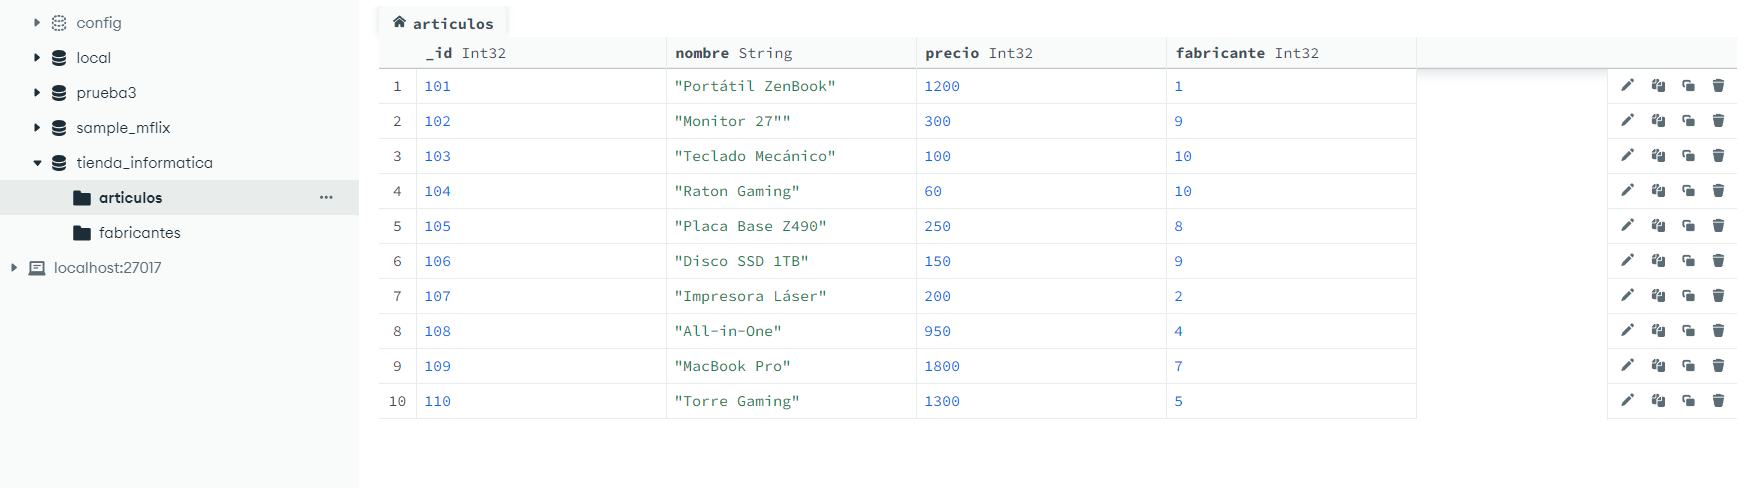 config
local
prueba3
sample_mflix
tienda_informatica
articulos
fabricantes
localhost:27017
articulos
_id Int32 nombre String precio Int32 fabricante Int32
1 101 "Portátil ZenBook" 1200 1
2 102 "Monitor 27"" 300 9
3 103 "Teclado Mecánico" 100 10
4 104 "Raton Gaming" 60 10
5 105 "Placa Base Z490" 250 8
6 106 "Disco SSD 1TB" 150 9
7 107 "Impresora Láser" 200 2
8 108 "All-in-One" 950 4
9 109 "MacBook Pro" 1800 7
10 110 "Torre Gaming" 1300 5